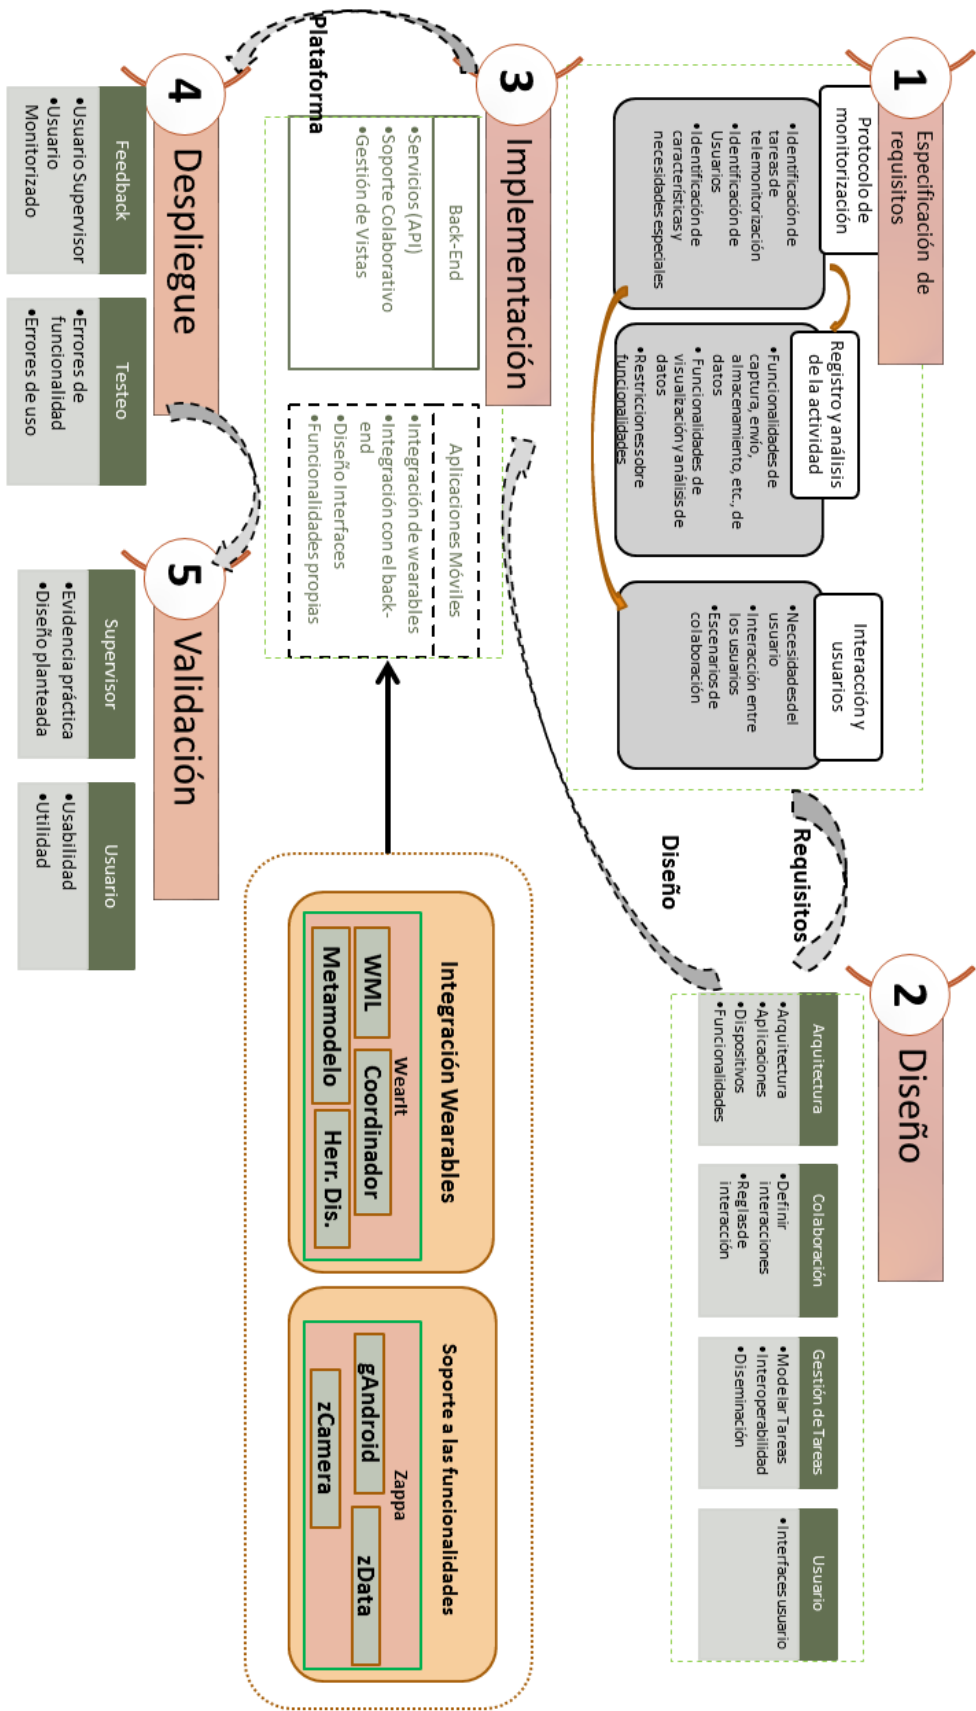 1
Especificación de
requisitos
Protocolo de
monitorización
•Identificación de
tareas de
telemonitorización
•Identificación de
Usuarios
•Identificación de
características y
necesidades especiales
Registro y análisis
de la actividad
•Funcionalidades de
captura, envío,
almacenamiento, etc., de
datos
•Funcionalidades de
visualización y análisis de
datos
•Restricciones sobre
funcionalidades
Interacción y
usuarios
•Necesidades del
usuario
•Interacción entre
los usuarios
•Escenarios de
colaboración
Requisitos
2
Diseño
Arquitectura
•Arquitectura
•Aplicaciones
•Dispositivos
•Funcionalidades
Colaboración
•Definir
interacciones
•Reglas de
interacción
Gestión de Tareas
•Modelar Tareas
•Interoperabilidad
•Diseminación
Usuario
•Interfaces usuario
Diseño
3
Implementación
Back-End
•Servicios (API)
•Soporte Colaborativo
•Gestión de Vistas
Aplicaciones Móviles
•Integración de wearables
•Integración con el back-
end
•Diseño Interfaces
•Funcionalidades propias
Integración Wearables
WearIt
WML
Coordinador
Metamodelo
Herr. Dis.
Soporte a las funcionalidades
Zappa
gAndroid
zData
zCamera
Plataforma
4
Despliegue
Feedback
•Usuario Supervisor
•Usuario
Monitorizado
Testeo
•Errores de
funcionalidad
•Errores de uso
5
Validación
Supervisor
•Evidencia práctica
•Diseño planteada
Usuario
•Usabilidad
•Utilidad